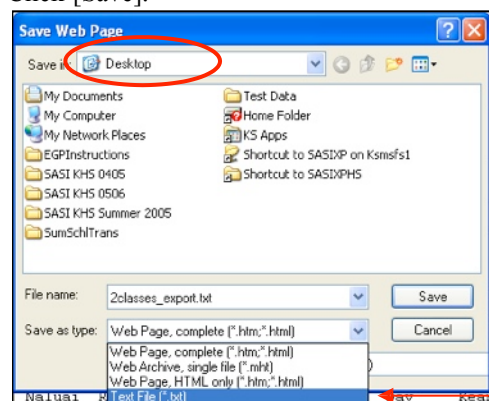 Click [Save].
Save Web Page
Save in: Desktop
My Documents
My Computer
My Network Places
EGPInstructions
SASI KHS 0405
SASI KHS 0506
SASI KHS Summer 2005
SumSchlTrans
Test Data
Home Folder
KS Apps
Shortcut to SASIXP on Ksmsfs1
Shortcut to SASIXPHS
File name: 2classes_export.txt Save
Save as type: Web Page, complete (*.htm;*.html) Cancel
Web Page, complete (*.htm;*.html)
Web Archive, single file (*.mht)
Web Page, HTML only (*.htm;*.html)
Text File (*.txt)
Naluai